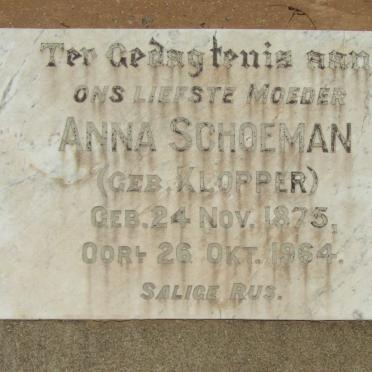 Ter Gedagtenis aan
ONS LIEFSTE MOEDER
ANNA SCHOEMAN
(GEB. KLOPPER)
GEB. 24 NOV. 1875,
OORL 26 OKT. 1964.
SALIGE RUS.